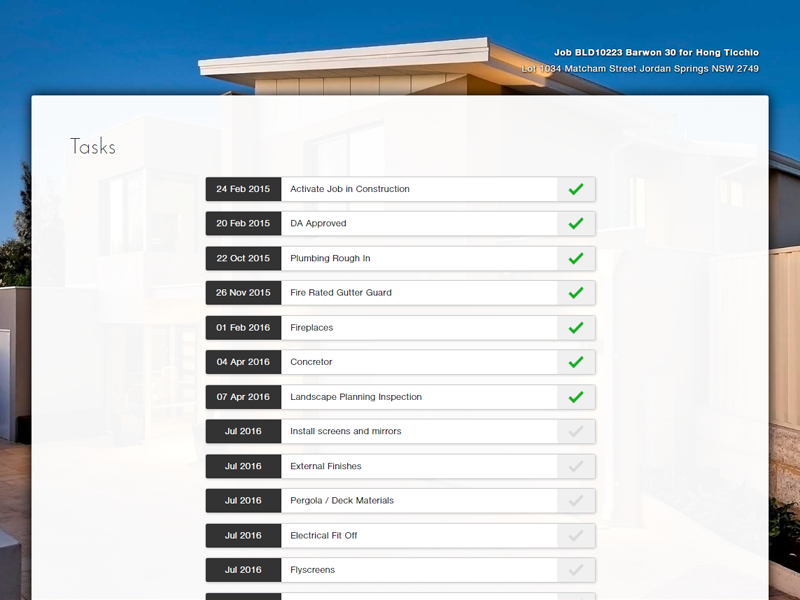 Job BLD10223 Barwon 30 for Hong Ticchio
Lot 1034 Matcham Street Jordan Springs NSW 2749
Tasks
24 Feb 2015 Activate Job in Construction
20 Feb 2015 DA Approved
22 Oct 2015 Plumbing Rough In
26 Nov 2015 Fire Rated Gutter Guard
01 Feb 2016 Fireplaces
04 Apr 2016 Concretor
07 Apr 2016 Landscape Planning Inspection
Jul 2016 Install screens and mirrors
Jul 2016 External Finishes
Jul 2016 Pergola / Deck Materials
Jul 2016 Electrical Fit Off
Jul 2016 Flyscreens